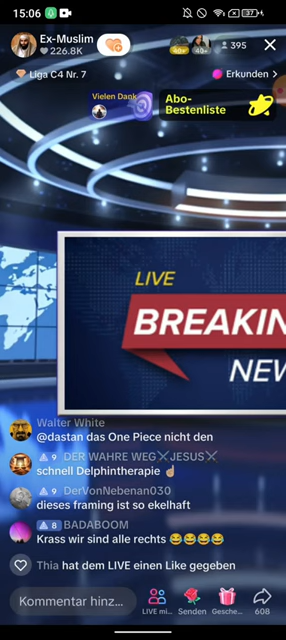 15:06
37
Ex-Muslim
226.8K
40+
40+
395
Liga C4 Nr. 7
Erkunden >
Vielen Dank
Abo-
Bestenliste
LIVE
BREAKIN
NEW
Walter White
@dastan das One Piece nicht den
9 DER WAHRE WEG⚔JESUS⚔
schnell Delphintherapie ☝🏼
9 DerVonNebenan030
dieses framing ist so ekelhaft
8 BADABOOM
Krass wir sind alle rechts 😂😂😂😂
Thia hat dem LIVE einen Like gegeben
Kommentar hinz...
LIVE mi...
Senden
Gesche...
608